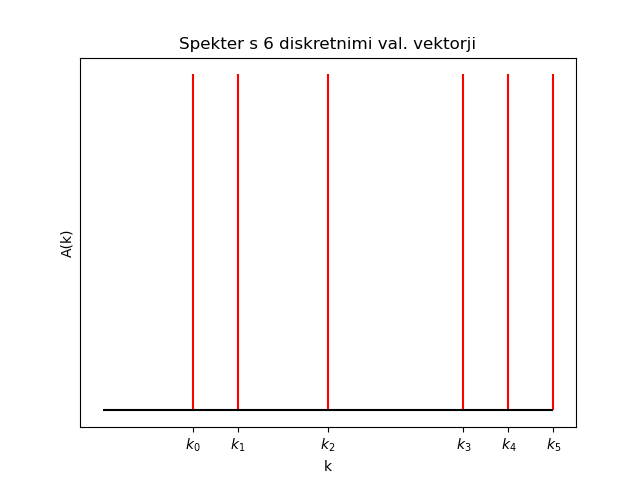 Spekter s 6 diskretnimi val. vektorji
A(k)
k₀ k₁ k₂ k₃ k₄ k₅
k